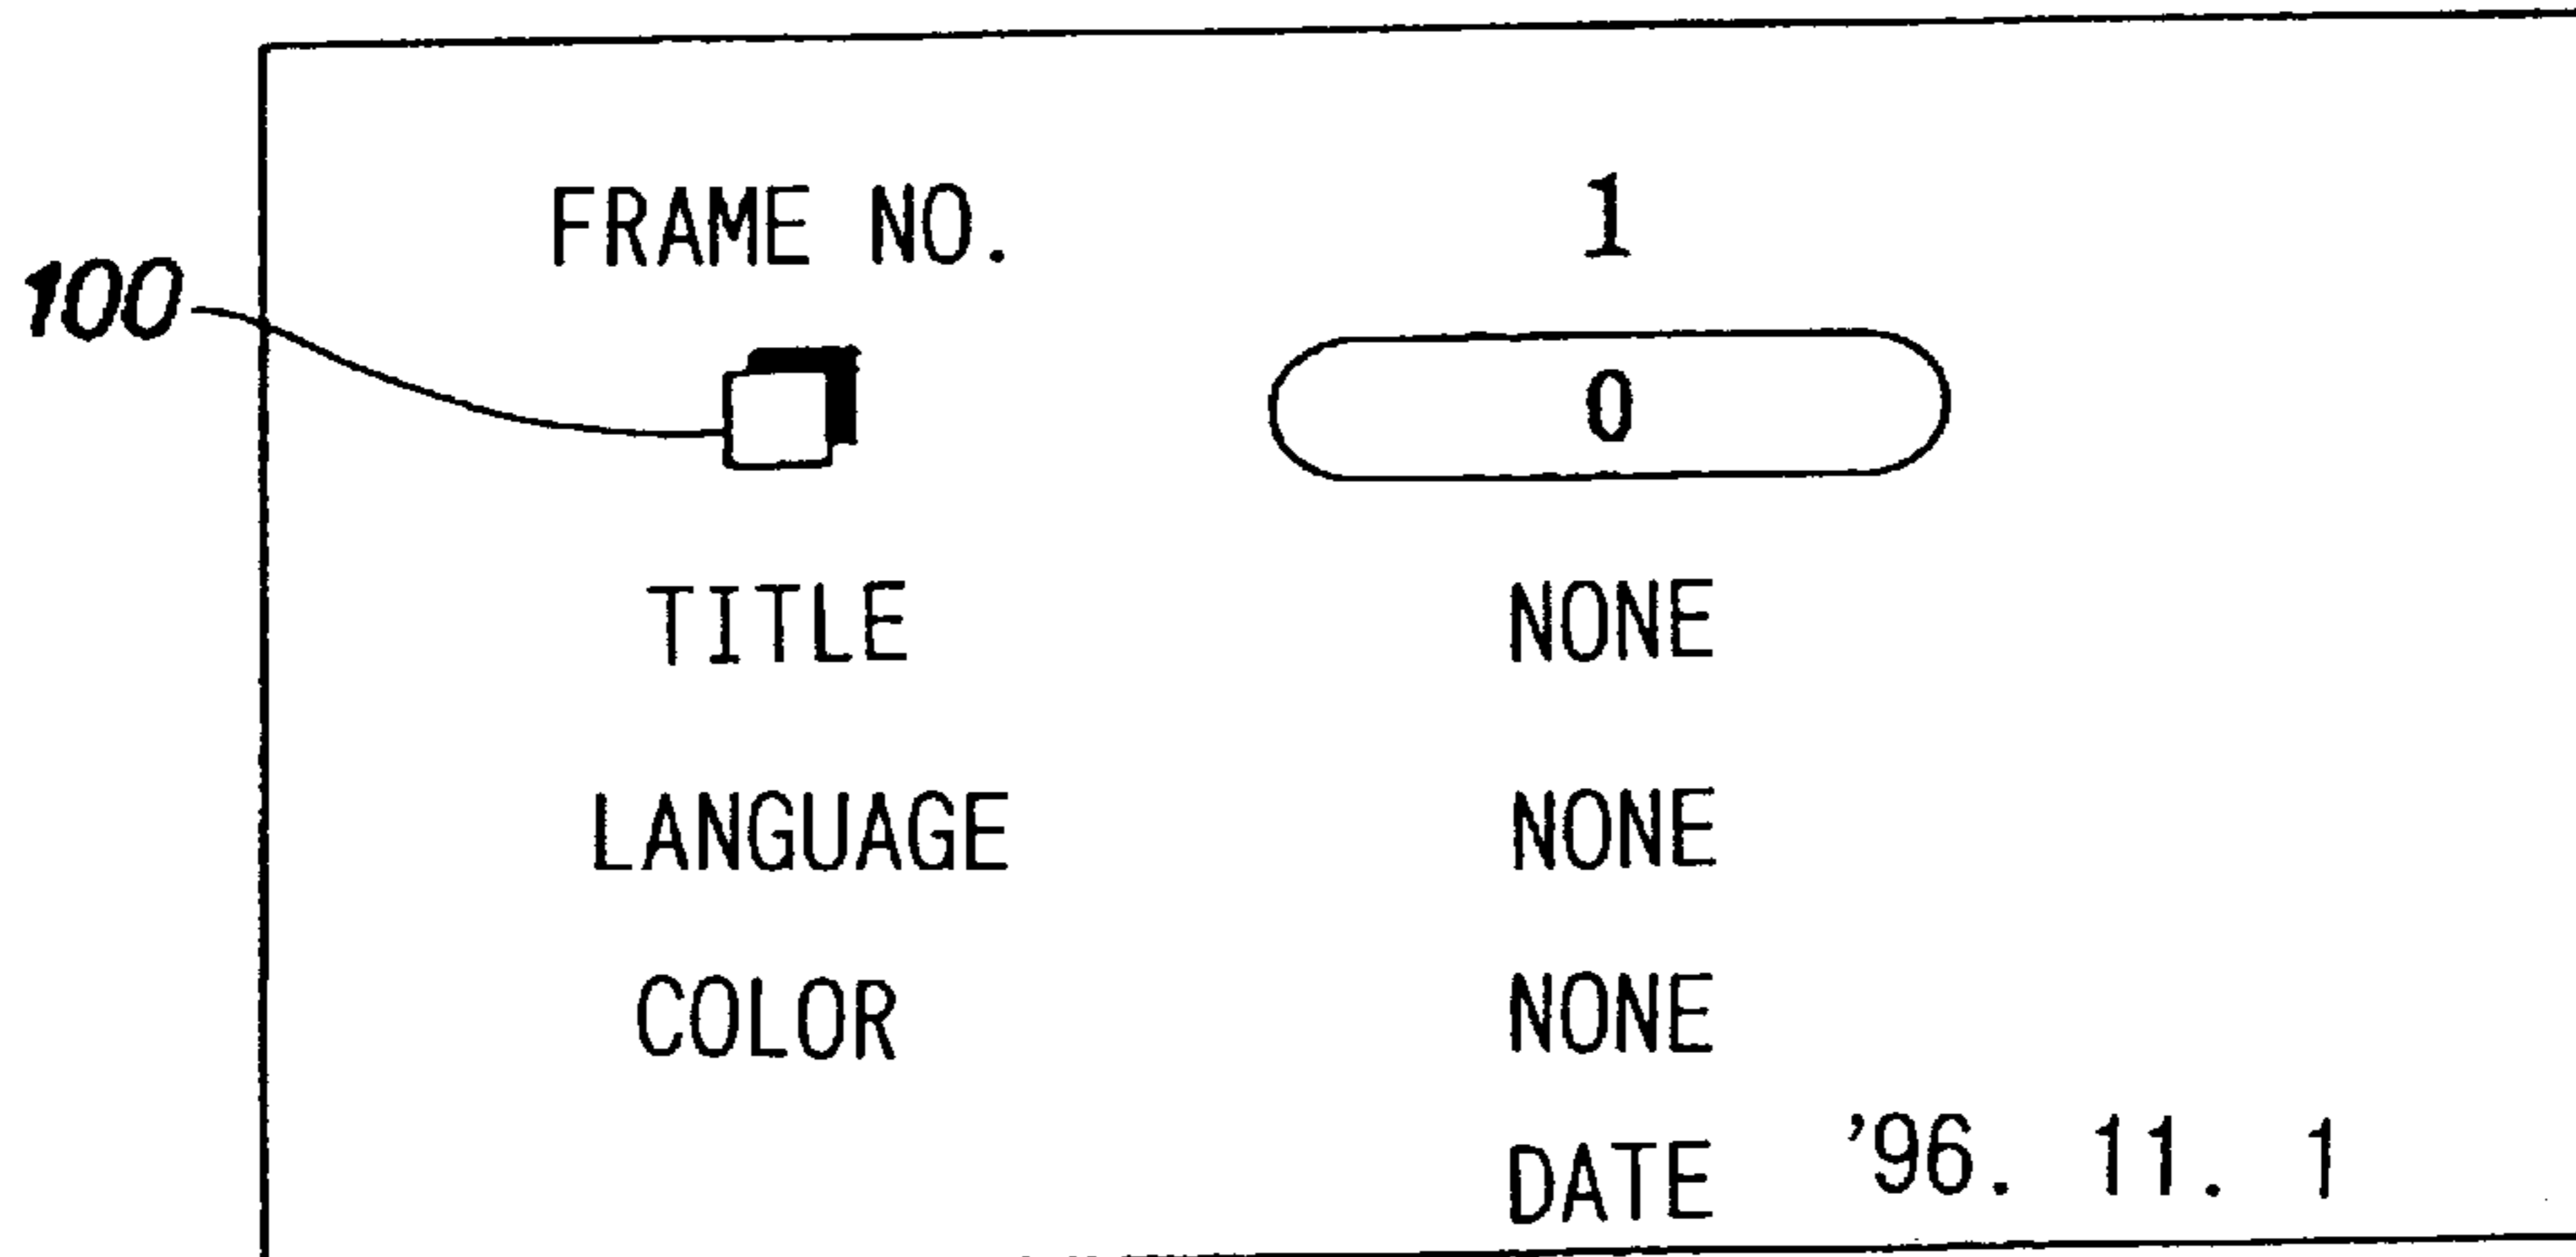 FRAME NO. 1
100
0
TITLE NONE
LANGUAGE NONE
COLOR NONE
DATE '96. 11. 1